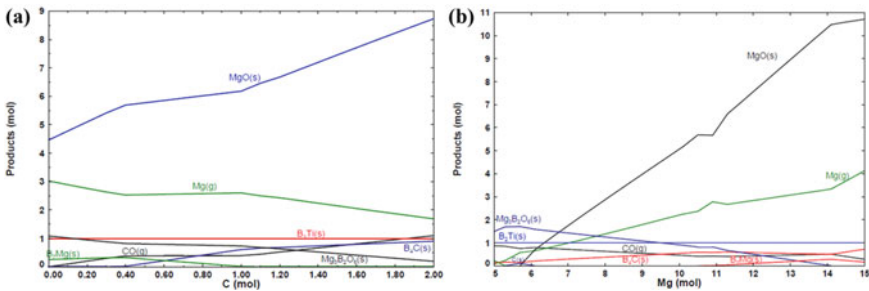 (a)
9
8
7
6
5
4
3
2
1
0
Products (mol)
MgO(s)
Mg(g)
B₂Ti(s)
B₄C(s)
CO(g)
Mg₃B₂O₆(s)
0.00 0.20 0.40 0.60 0.80 1.00 1.20 1.40 1.60 1.80 2.00
C (mol)
(b)
11
10
9
8
7
6
5
4
3
2
1
0
Products (mol)
MgO(s)
Mg(g)
Mg₃B₂O₆(s)
B₂Ti(s)
CO(g)
B₄C(s)
5 6 7 8 9 10 11 12 13 14 15
Mg (mol)